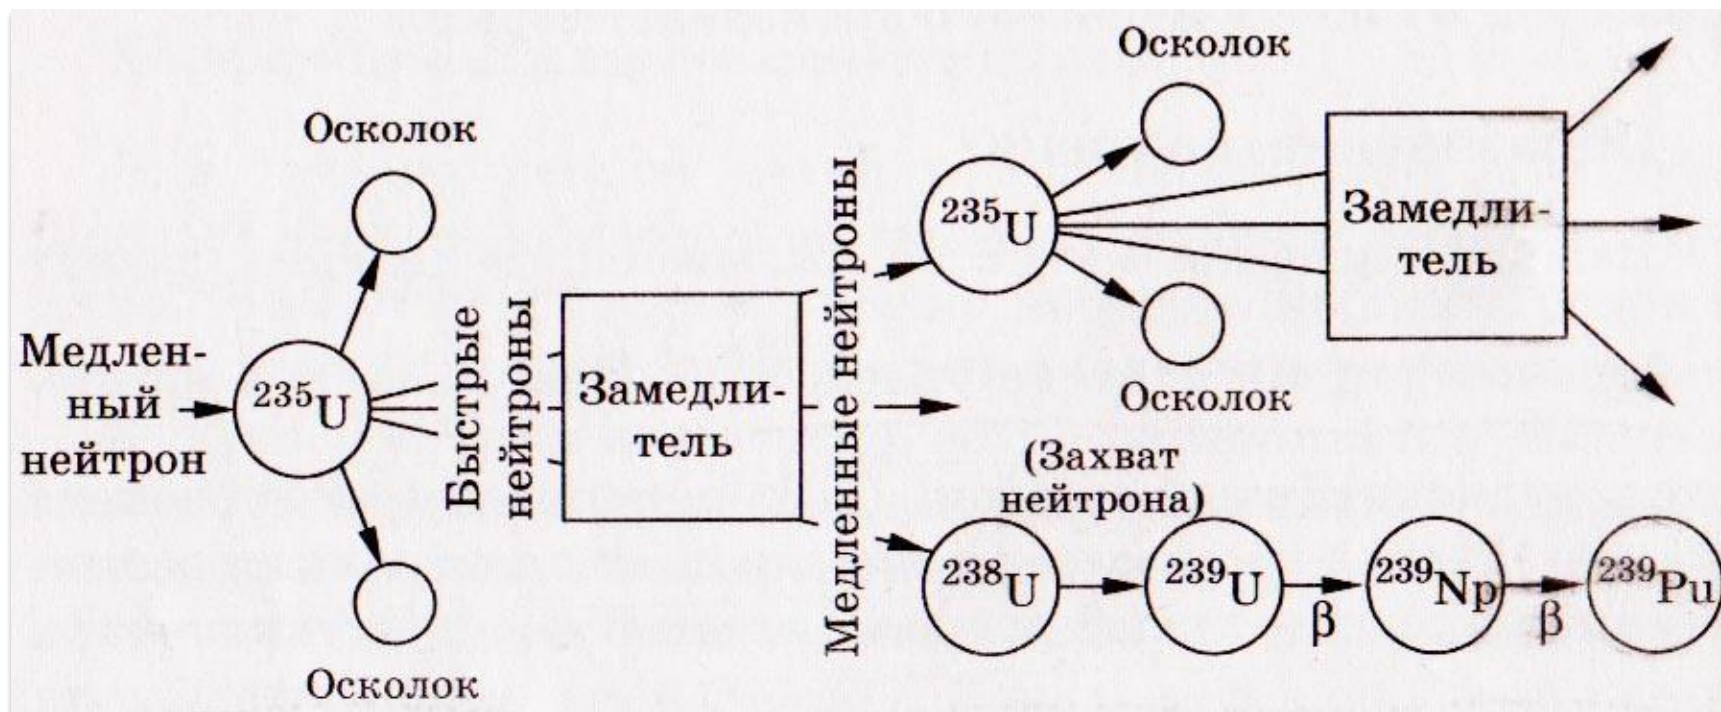 Осколок
Осколок
Медлен-
ный
нейтрон
²³⁵U
Осколок
Быстрые
нейтроны
Замедли-
тель
Медленные нейтроны
²³⁵U
Замедли-
тель
Осколок
(Захват
нейтрона)
²³⁸U
²³⁹U
β
²³⁹Np
β
²³⁹Pu